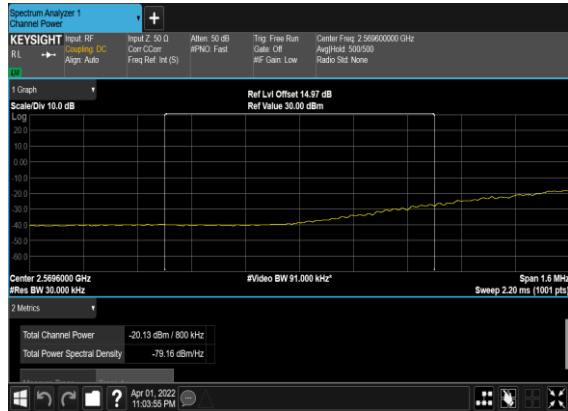 Spectrum Analyzer 1
Channel Power
+
KEYSIGHT
RL
LW
Input: RF
Coupling: DC
Align: Auto
Input Z: 50 Ω
Corr CCorr
Freq Ref: Int (S)
Atten: 50 dB
#PNO: Fast
Trig: Free Run
Gate: Off
#IF Gain: Low
Center Freq: 2.569600000 GHz
Avg|Hold: 500/500
Radio Std: None
1 Graph
Scale/Div 10.0 dB
Ref Lvl Offset 14.97 dB
Ref Value 30.00 dBm
Log
20.0
10.0
0.00
-10.0
-20.0
-30.0
-40.0
-50.0
-60.0
Center 2.5696000 GHz
#Res BW 30.000 kHz
#Video BW 91.000 kHz*
Span 1.6 MHz
Sweep 2.20 ms (1001 pts)
2 Metrics
Total Channel Power -20.13 dBm / 800 kHz
Total Power Spectral Density -79.16 dBm/Hz
?
Apr 01, 2022
11:03:55 PM